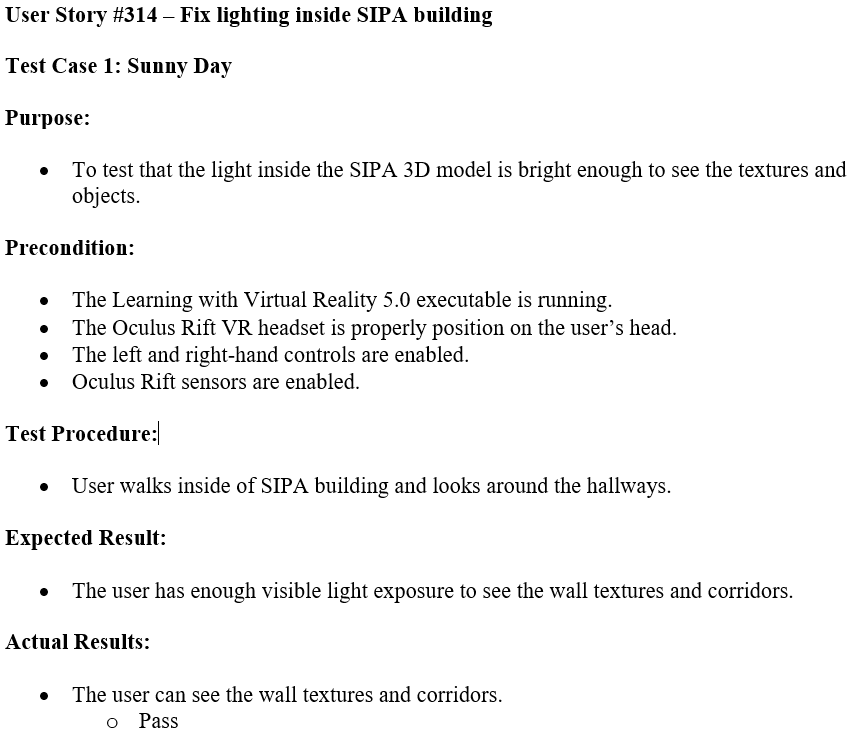 User Story #314 – Fix lighting inside SIPA building
Test Case 1: Sunny Day
Purpose:
• To test that the light inside the SIPA 3D model is bright enough to see the textures and
objects.
Precondition:
• The Learning with Virtual Reality 5.0 executable is running.
• The Oculus Rift VR headset is properly position on the user’s head.
• The left and right-hand controls are enabled.
• Oculus Rift sensors are enabled.
Test Procedure:
• User walks inside of SIPA building and looks around the hallways.
Expected Result:
• The user has enough visible light exposure to see the wall textures and corridors.
Actual Results:
• The user can see the wall textures and corridors.
o Pass